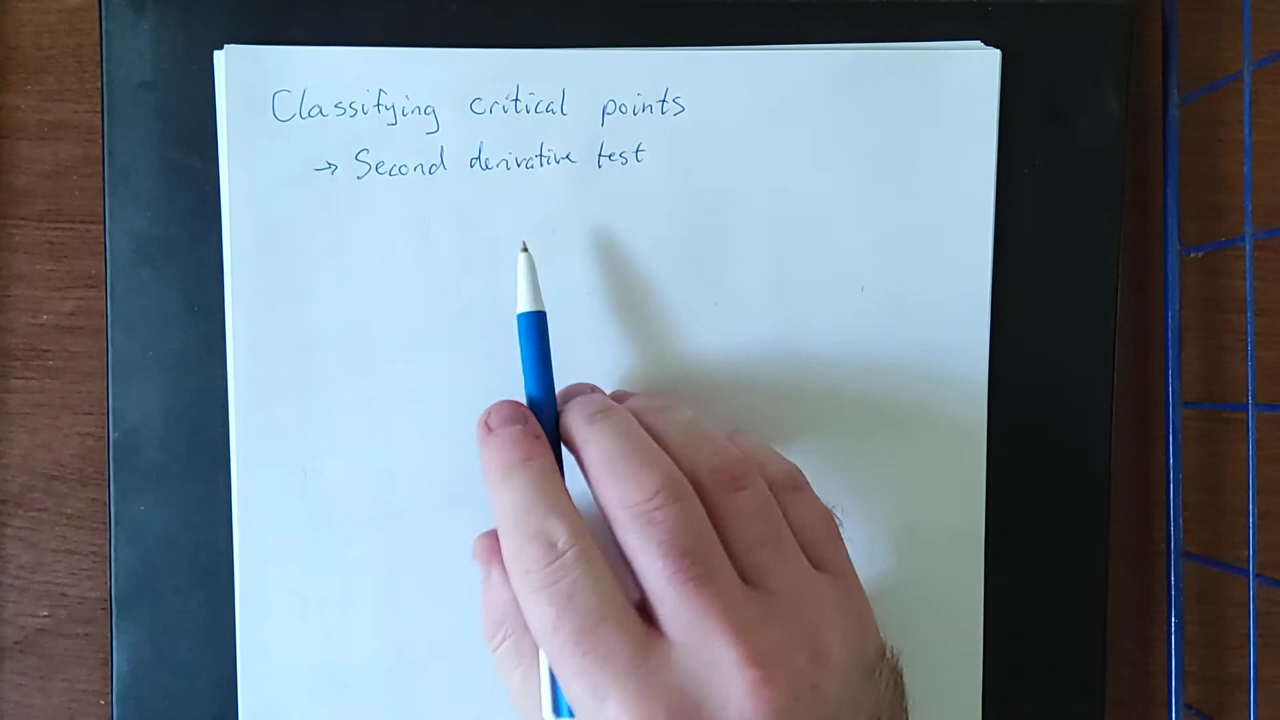 Classifying critical points
→ Second derivative test